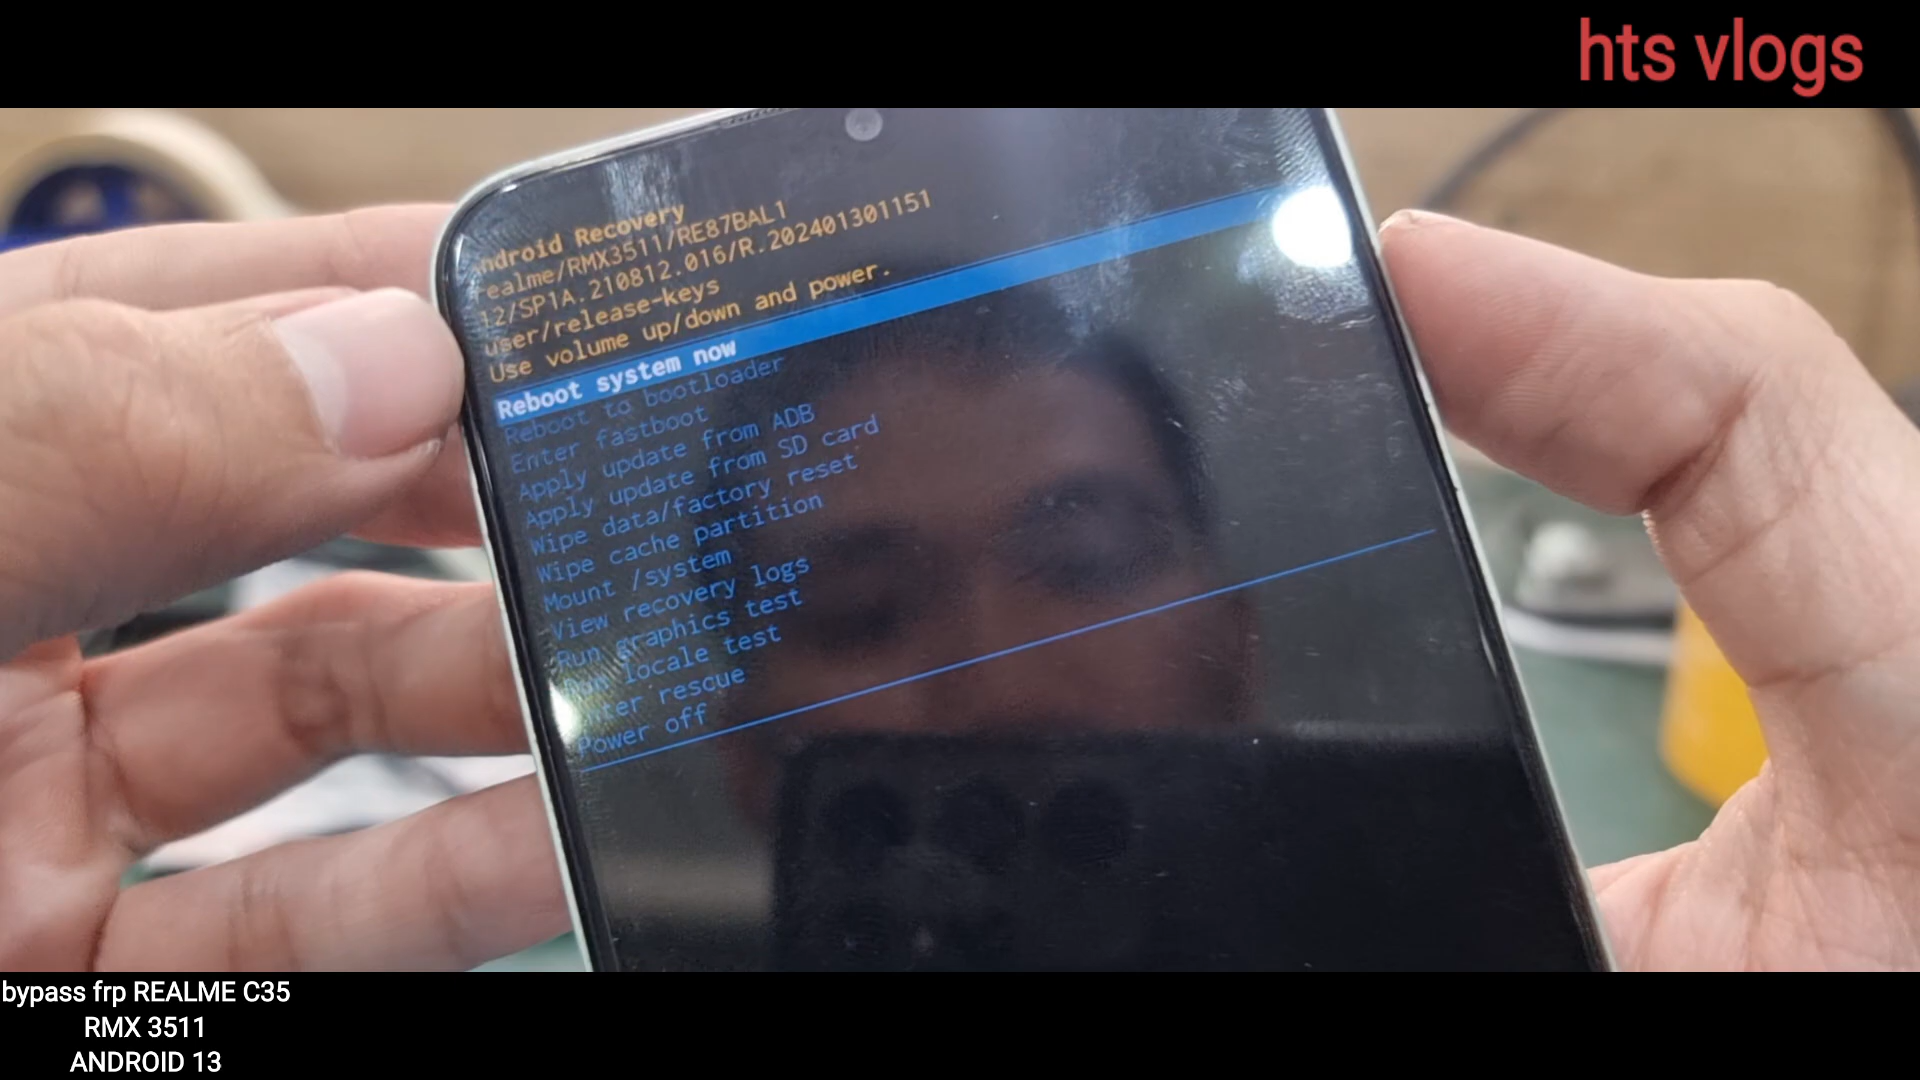 hts vlogs
ndroid Recovery
realme/RMX3511/RE87BAL1
12/SP1A.210812.016/R.202401301151
user/release-keys
Use volume up/down and power.
Reboot system now
Reboot to bootloader
Enter fastboot
Apply update from ADB
Apply update from SD card
Wipe data/factory reset
Wipe cache partition
Mount /system
View recovery logs
Run graphics test
Run locale test
Enter rescue
Power off
bypass frp REALME C35
RMX 3511
ANDROID 13